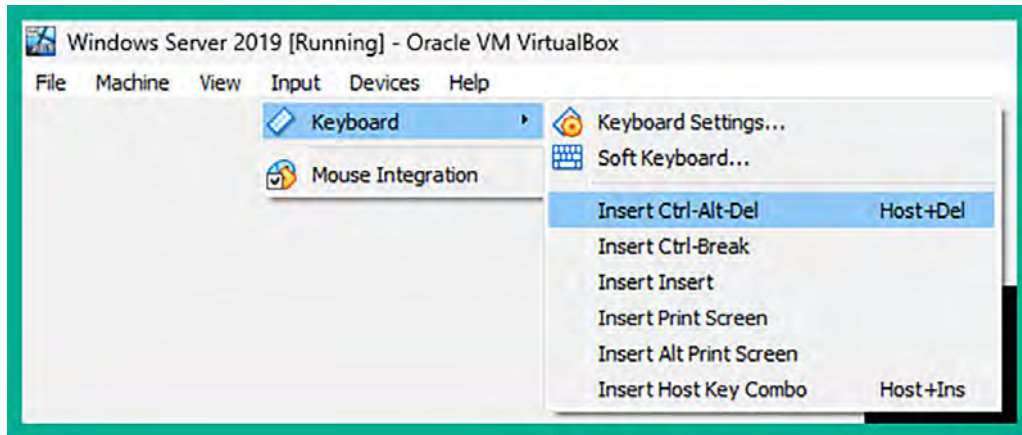 Windows Server 2019 [Running] - Oracle VM VirtualBox
File Machine View Input Devices Help
Keyboard
Mouse Integration
Keyboard Settings...
Soft Keyboard...
Insert Ctrl-Alt-Del Host+Del
Insert Ctrl-Break
Insert Insert
Insert Print Screen
Insert Alt Print Screen
Insert Host Key Combo Host+Ins